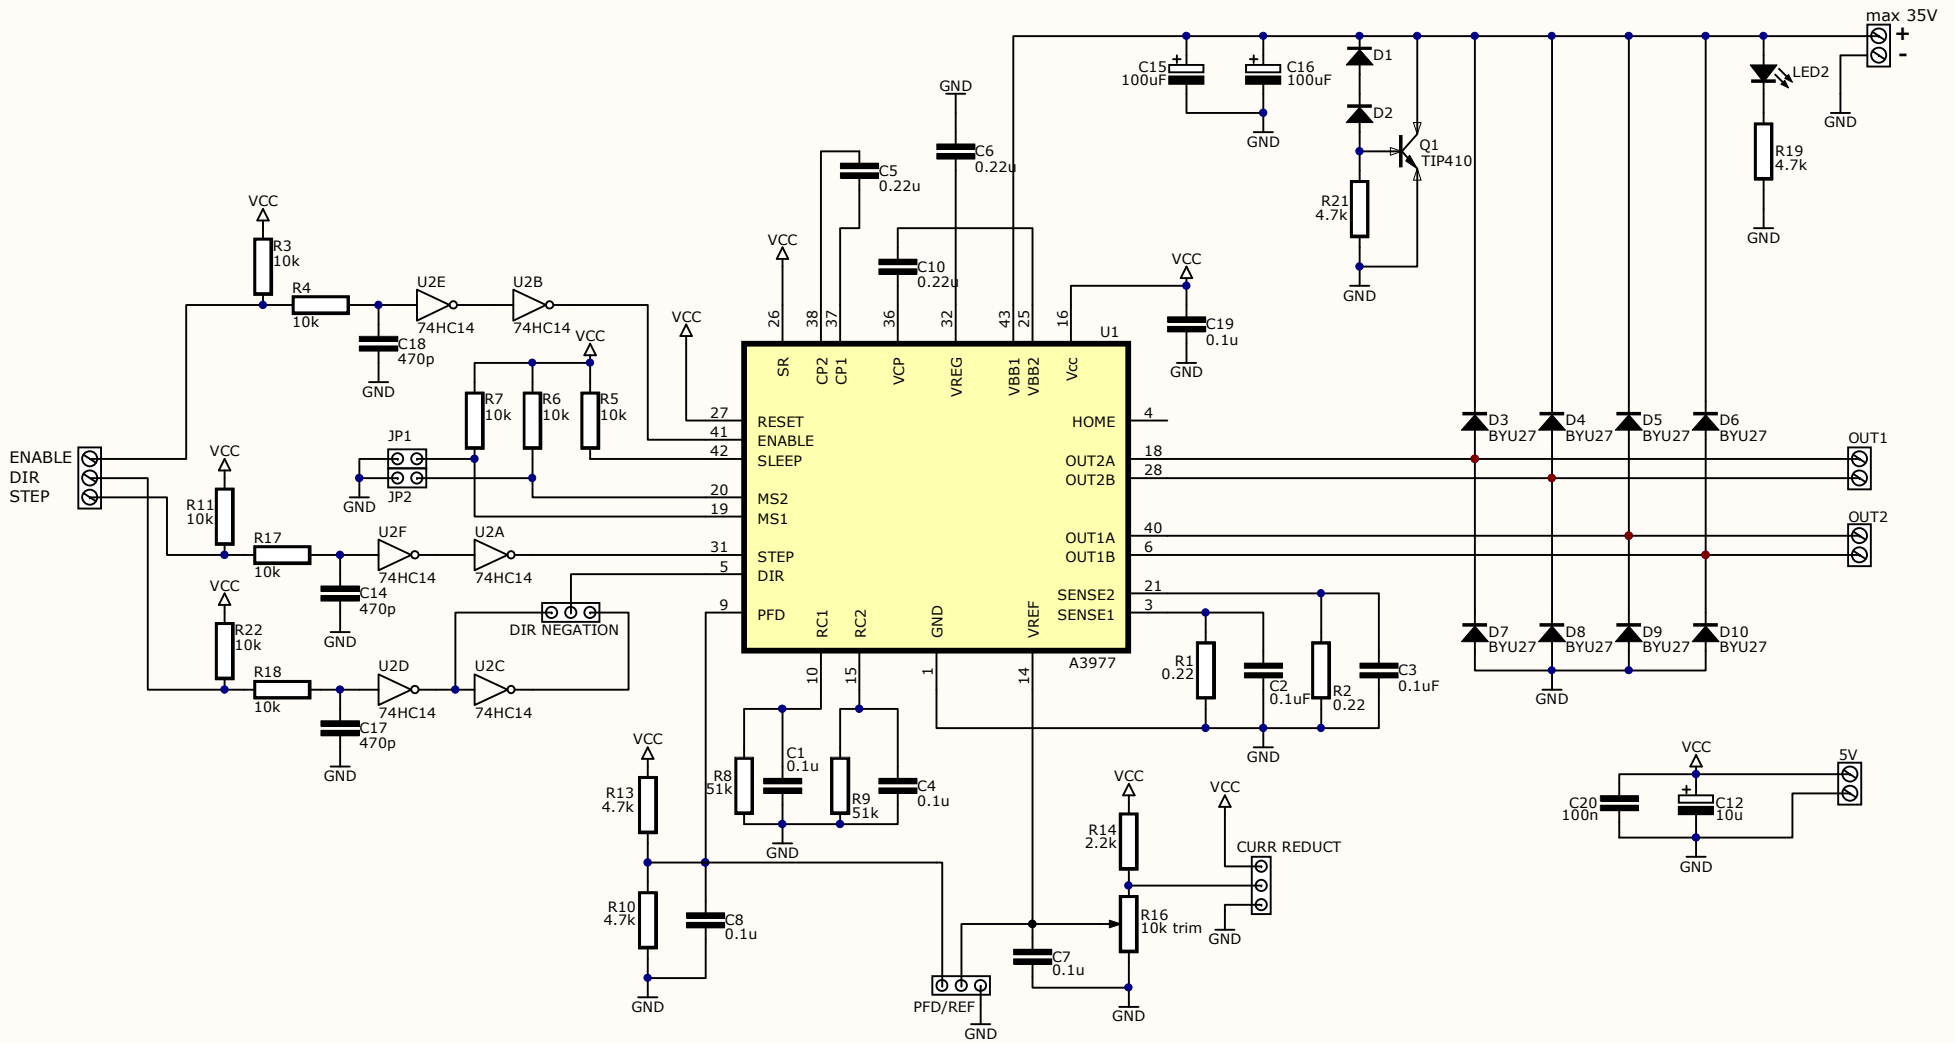 max 35V
+
-
C15
100uF
+
C16
100uF
+
GND
D1
D2
Q1
TIP410
R21
4.7k
GND
LED2
R19
4.7k
GND
GND
GND
C6
0.22u
C5
0.22u
C10
0.22u
VCC
VCC
C19
0.1u
GND
VCC
R3
10k
R4
10k
U2E
74HC14
U2B
74HC14
C18
470p
GND
VCC
R7
10k
R6
10k
R5
10k
VCC
JP1
JP2
GND
ENABLE
DIR
STEP
VCC
R11
10k
R17
10k
U2F
74HC14
U2A
74HC14
C14
470p
GND
VCC
R22
10k
R18
10k
U2D
74HC14
U2C
74HC14
C17
470p
GND
DIR NEGATION
26
38
37
36
32
43
25
16
U1
SR
CP2
CP1
VCP
VREG
VBB1
VBB2
Vcc
27
RESET
41
ENABLE
42
SLEEP
20
MS2
19
MS1
31
STEP
5
DIR
9
PFD
HOME
4
OUT2A
18
OUT2B
28
OUT1A
40
OUT1B
6
SENSE2
21
SENSE1
3
RC1
RC2
GND
VREF
10
15
1
14
A3977
D3
BYU27
D4
BYU27
D5
BYU27
D6
BYU27
OUT1
OUT2
D7
BYU27
D8
BYU27
D9
BYU27
D10
BYU27
GND
R1
0.22
C2
0.1uF
R2
0.22
C3
0.1uF
GND
R8
51k
C1
0.1u
R9
51k
C4
0.1u
GND
VCC
R13
4.7k
R10
4.7k
C8
0.1u
GND
PFD/REF
GND
C7
0.1u
VCC
R14
2.2k
R16
10k trim
GND
VCC
CURR REDUCT
GND
VCC
5V
C20
100n
+
C12
10u
GND